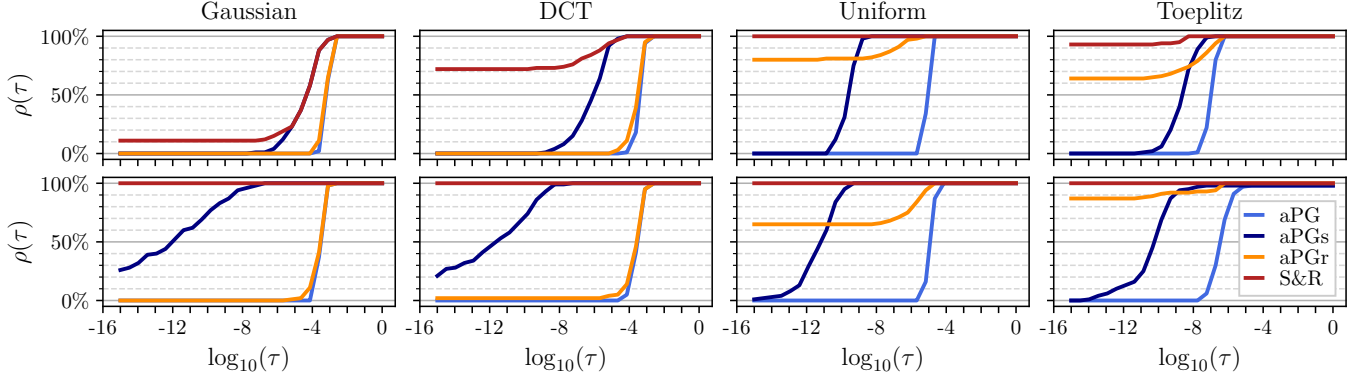 Gaussian DCT Uniform Toeplitz
100%
50%
0%
ρ(τ)
100%
50%
0%
ρ(τ)
aPG
aPGs
aPGr
S&R
-16 -12 -8 -4 0 -16 -12 -8 -4 0 -16 -12 -8 -4 0 -16 -12 -8 -4 0
log₁₀(τ) log₁₀(τ) log₁₀(τ) log₁₀(τ)